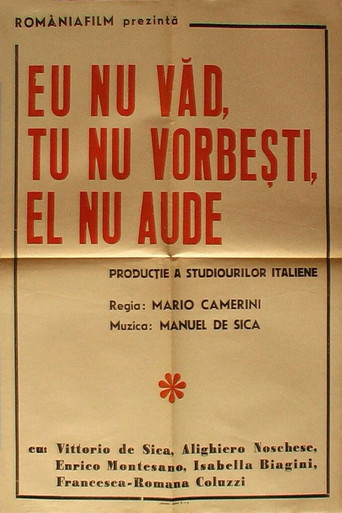 ROMÂNIAFILM prezintă
EU NU VĂD,
TU NU VORBEȘTI,
EL NU AUDE
PRODUCȚIE A STUDIOURILOR ITALIENE
Regia: MARIO CAMERINI
Muzica: MANUEL DE SICA
cu: Vittorio de Sica, Alighiero Noschese,
Enrico Montesano, Isabella Biagini,
Francesca-Romana Coluzzi